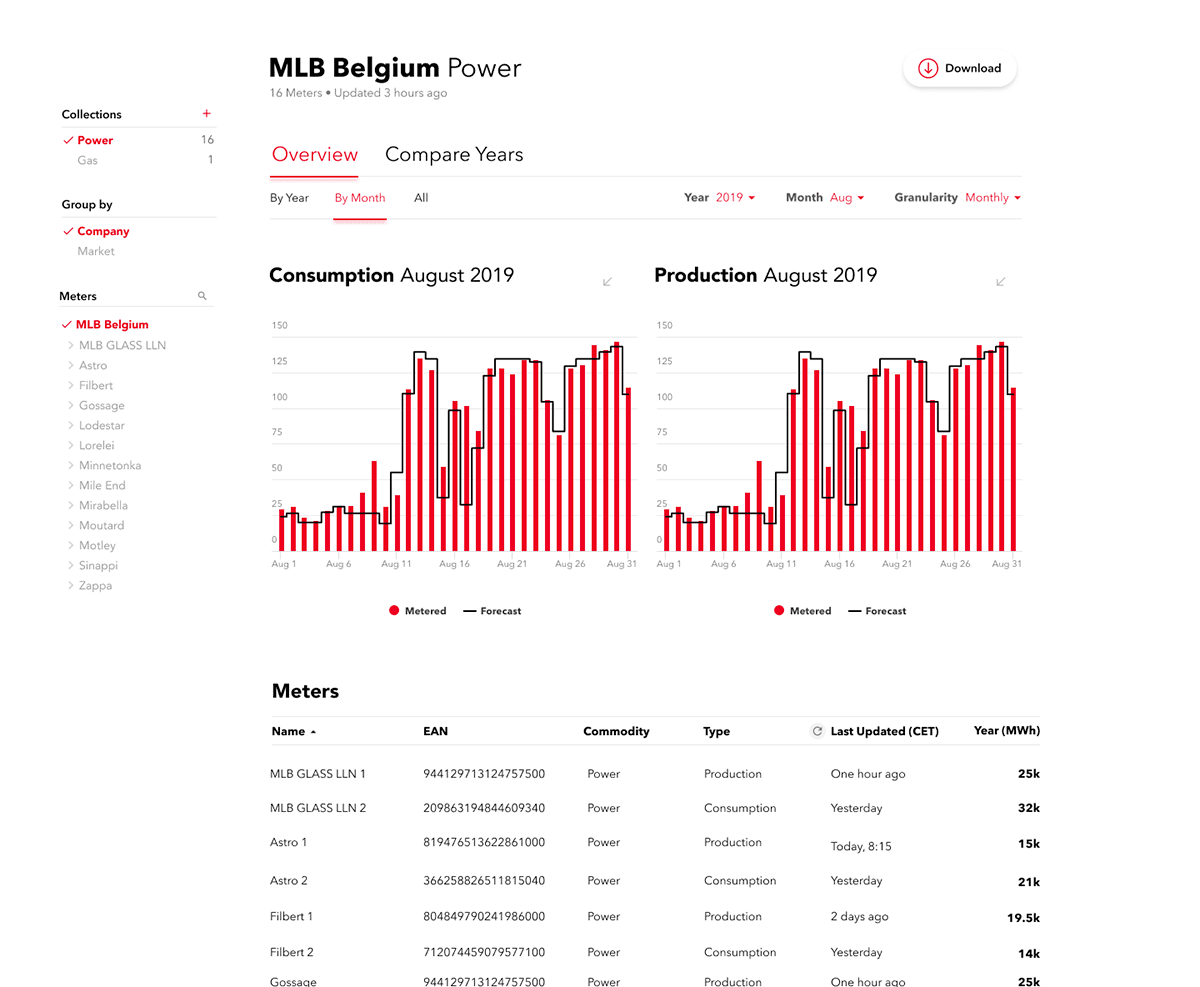 MLB Belgium Power
16 Meters • Updated 3 hours ago
Download
Collections +
Power 16
Gas 1
Group by
Company
Market
Meters
MLB Belgium
MLB GLASS LLN
Astro
Filbert
Gossage
Lodestar
Lorelei
Minnetonka
Mile End
Mirabella
Moutard
Motley
Sinappi
Zappa
Overview Compare Years
By Year By Month All Year 2019 Month Aug Granularity Monthly
Consumption August 2019
150
125
100
75
50
25
0
Aug 1 Aug 6 Aug 11 Aug 16 Aug 21 Aug 26 Aug 31
Metered Forecast
Production August 2019
150
125
100
75
50
25
0
Aug 1 Aug 6 Aug 11 Aug 16 Aug 21 Aug 26 Aug 31
Metered Forecast
Meters
Name EAN Commodity Type Last Updated (CET) Year (MWh)
MLB GLASS LLN 1 944129713124757500 Power Production One hour ago 25k
MLB GLASS LLN 2 209863194844609340 Power Consumption Yesterday 32k
Astro 1 819476513622861000 Power Production Today, 8:15 15k
Astro 2 366258826511815040 Power Consumption Yesterday 21k
Filbert 1 804849790241986000 Power Production 2 days ago 19.5k
Filbert 2 712074459079577100 Power Consumption Yesterday 14k
Gossage 944129713124757500 Power Production One hour ago 25k